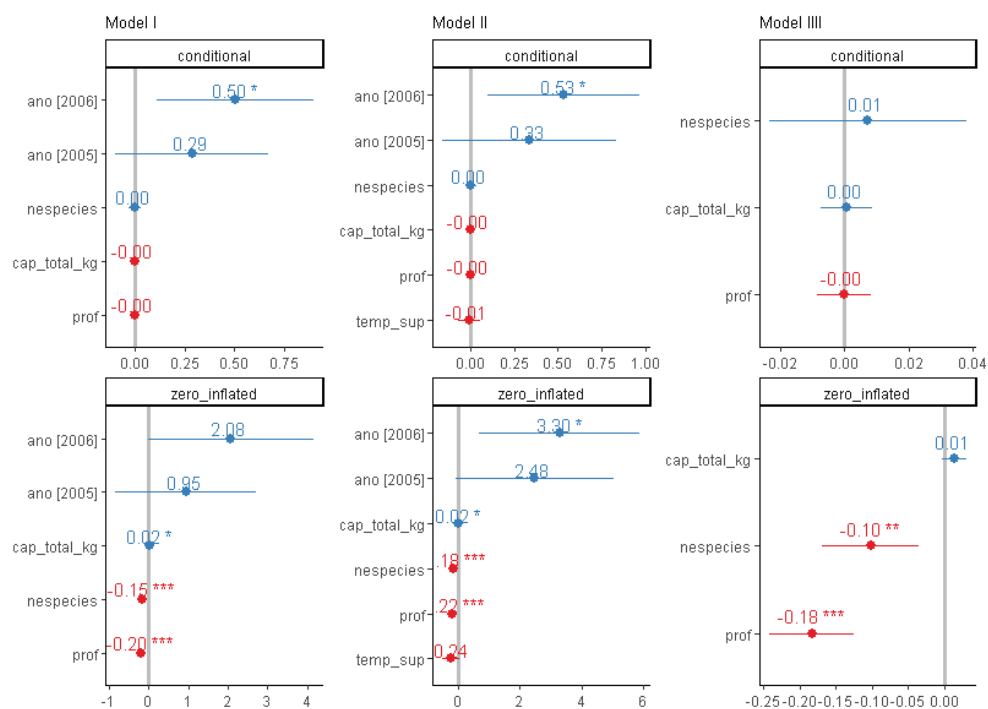 Model I
conditional
ano [2006]
0.50 *
ano [2005]
0.29
nespecies
0.00
cap_total_kg
-0.00
prof
-0.00
0.00 0.25 0.50 0.75
zero_inflated
ano [2006]
2.08
ano [2005]
0.95
cap_total_kg
0.02 *
nespecies
-0.15 ***
prof
-0.20 ***
-1 0 1 2 3 4
Model II
conditional
ano [2006]
0.53 *
ano [2005]
0.33
nespecies
0.00
cap_total_kg
-0.00
prof
-0.00
temp_sup
-0.01
0.00 0.25 0.50 0.75 1.00
zero_inflated
ano [2006]
3.30 *
ano [2005]
2.48
cap_total_kg
0.02 *
nespecies
.18 ***
prof
.22 ***
temp_sup
0.24
0 2 4 6
Model IIII
conditional
nespecies
0.01
cap_total_kg
0.00
prof
-0.00
-0.02 0.00 0.02 0.04
zero_inflated
cap_total_kg
0.01
nespecies
-0.10 **
prof
-0.18 ***
-0.25 -0.20 -0.15 -0.10 -0.05 0.00